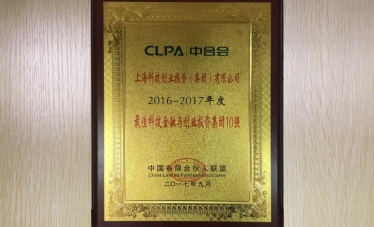 CLPA 中合会
上海科技创业投资（集团）有限公司
2016-2017年度
最佳科技金融与创业投资集团10强
中国有限合伙人联盟
China Limited Partners Association
二〇一七年九月